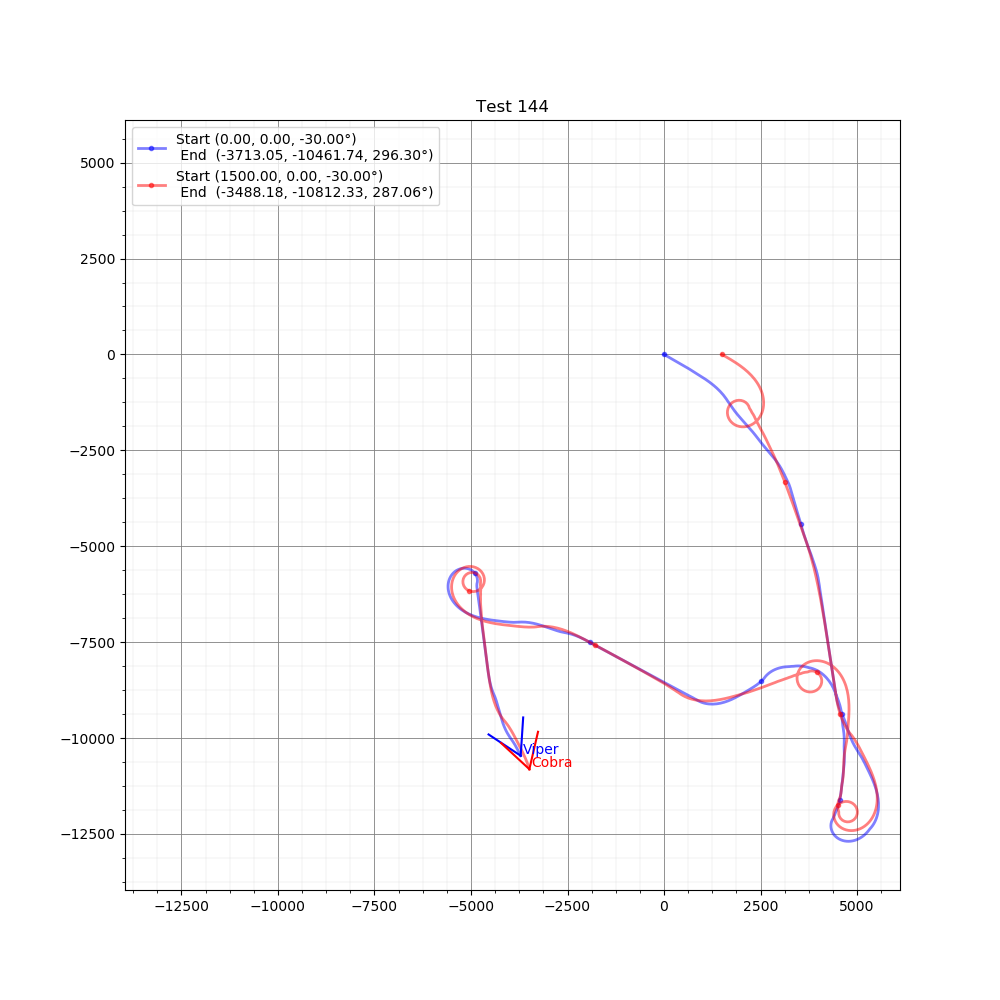 Test 144
Start (0.00, 0.00, -30.00°)
End (-3713.05, -10461.74, 296.30°)
Start (1500.00, 0.00, -30.00°)
End (-3488.18, -10812.33, 287.06°)
5000
2500
0
−2500
−5000
−7500
−10000
−12500
Viper
Cobra
−12500 −10000 −7500 −5000 −2500 0 2500 5000